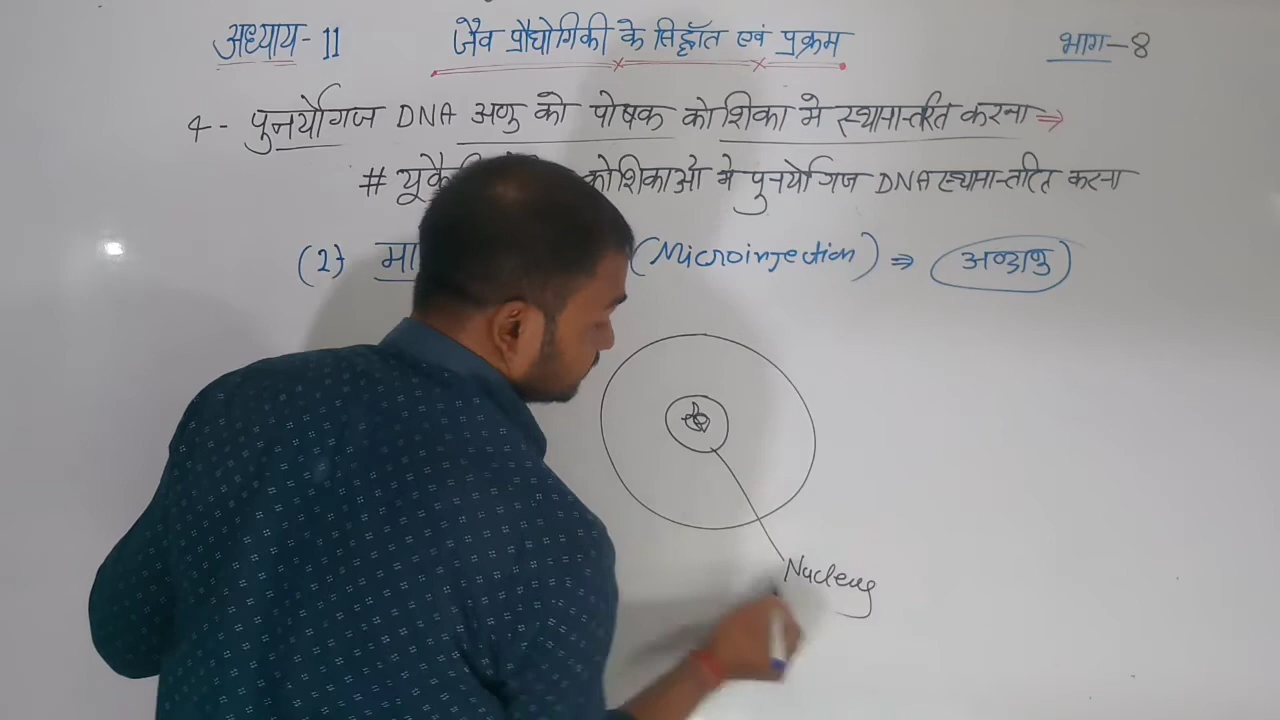 अध्याय - 11 जैव प्रौद्योगिकी के सिद्धाँत एवं प्रक्रम भाग - 8
4 - पुनर्योगज DNA अणु को पोषक कोशिका मे स्थानान्तरित करना ⇒
# कोशिकाओ मे पुनर्योगिज DNA स्थानान्तरित करना
(2) (Microinjection) ⇒ अण्डाणु
Nucleus